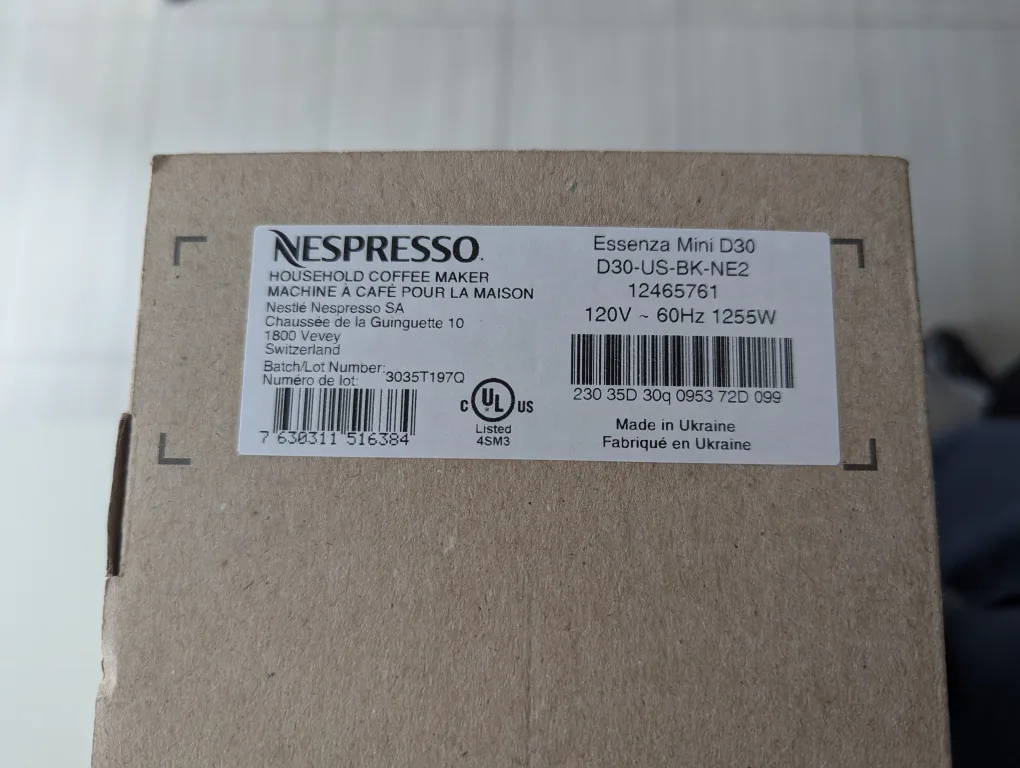 NESPRESSO.
HOUSEHOLD COFFEE MAKER
MACHINE À CAFÉ POUR LA MAISON
Nestlé Nespresso SA
Chaussée de la Guinguette 10
1800 Vevey
Switzerland
Batch/Lot Number:
Numéro de lot: 3035T197Q
7 630311 516384
C UL US
Listed
4SM3
Essenza Mini D30
D30-US-BK-NE2
12465761
120V ~ 60Hz 1255W
230 35D 30q 0953 72D 099
Made in Ukraine
Fabriqué en Ukraine